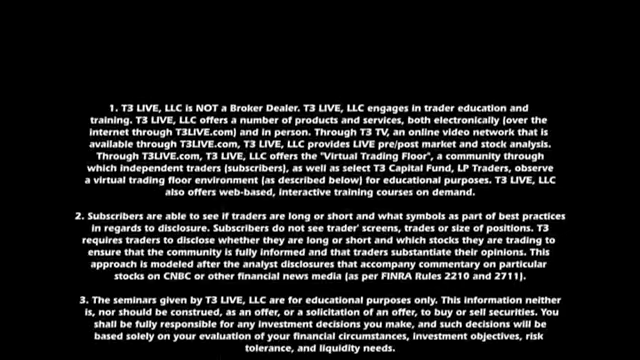 1. T3 LIVE, LLC is NOT a Broker Dealer. T3 LIVE, LLC engages in trader education and
training. T3 LIVE, LLC offers a number of products and services, both electronically (over the
internet through T3LIVE.com) and in person. Through T3 TV, an online video network that is
available through T3LIVE.com, T3 LIVE, LLC provides LIVE pre/post market and stock analysis.
Through T3LIVE.com, T3 LIVE, LLC offers the "Virtual Trading Floor", a community through
which independent traders (subscribers), as well as select T3 Capital Fund, LP Traders, observe
a virtual trading floor environment (as described below) for educational purposes. T3 LIVE, LLC
also offers web-based, interactive training courses on demand.
2. Subscribers are able to see if traders are long or short and what symbols as part of best practices
in regards to disclosure. Subscribers do not see trader' screens, trades or size of positions. T3
requires traders to disclose whether they are long or short and which stocks they are trading to
ensure that the community is fully informed and that traders substantiate their opinions. This
approach is modeled after the analyst disclosures that accompany commentary on particular
stocks on CNBC or other financial news media (as per FINRA Rules 2210 and 2711).
3. The seminars given by T3 LIVE, LLC are for educational purposes only. This information neither
is, nor should be construed, as an offer, or a solicitation of an offer, to buy or sell securities. You
shall be fully responsible for any investment decisions you make, and such decisions will be
based solely on your evaluation of your financial circumstances, investment objectives, risk
tolerance, and liquidity needs.